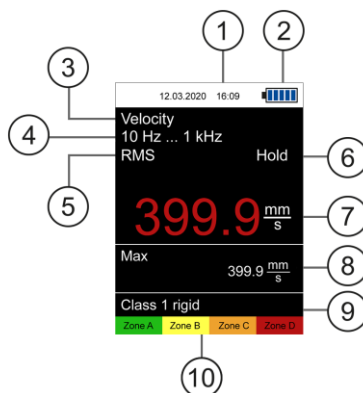 1 2
12.03.2020 16:09
3 Velocity
4 10 Hz ... 1 kHz
5 RMS Hold 6
399.9 mm/s 7
Max
399.9 mm/s 8
Class 1 rigid 9
Zone A Zone B Zone C Zone D
10